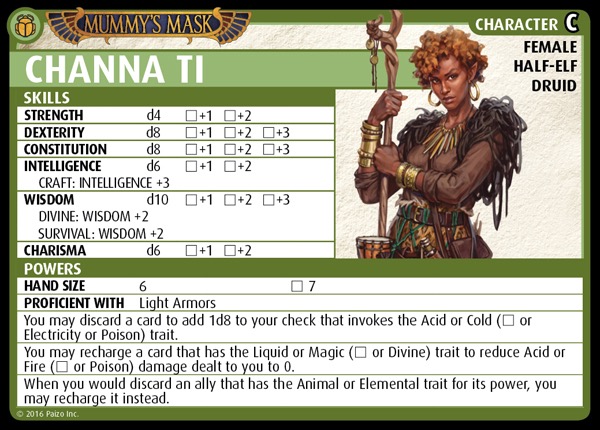 MUMMY'S MASK
CHARACTER C
CHANNA TI
FEMALE
HALF-ELF
DRUID
SKILLS
STRENGTH d4 ☐+1 ☐+2
DEXTERITY d8 ☐+1 ☐+2 ☐+3
CONSTITUTION d8 ☐+1 ☐+2 ☐+3
INTELLIGENCE d6 ☐+1 ☐+2
CRAFT: INTELLIGENCE +3
WISDOM d10 ☐+1 ☐+2 ☐+3
DIVINE: WISDOM +2
SURVIVAL: WISDOM +2
CHARISMA d6 ☐+1 ☐+2
POWERS
HAND SIZE 6 ☐ 7
PROFICIENT WITH Light Armors
You may discard a card to add 1d8 to your check that invokes the Acid or Cold (☐ or
Electricity or Poison) trait.
You may recharge a card that has the Liquid or Magic (☐ or Divine) trait to reduce Acid or
Fire (☐ or Poison) damage dealt to you to 0.
When you would discard an ally that has the Animal or Elemental trait for its power, you
may recharge it instead.
© 2016 Paizo Inc.